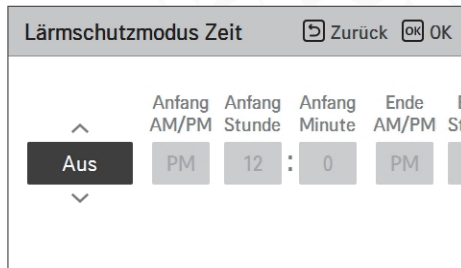 Lärmschutzmodus Zeit Zurück OK OK
Anfang Anfang Anfang Ende
AM/PM Stunde Minute AM/PM
Aus PM 12 : 0 PM